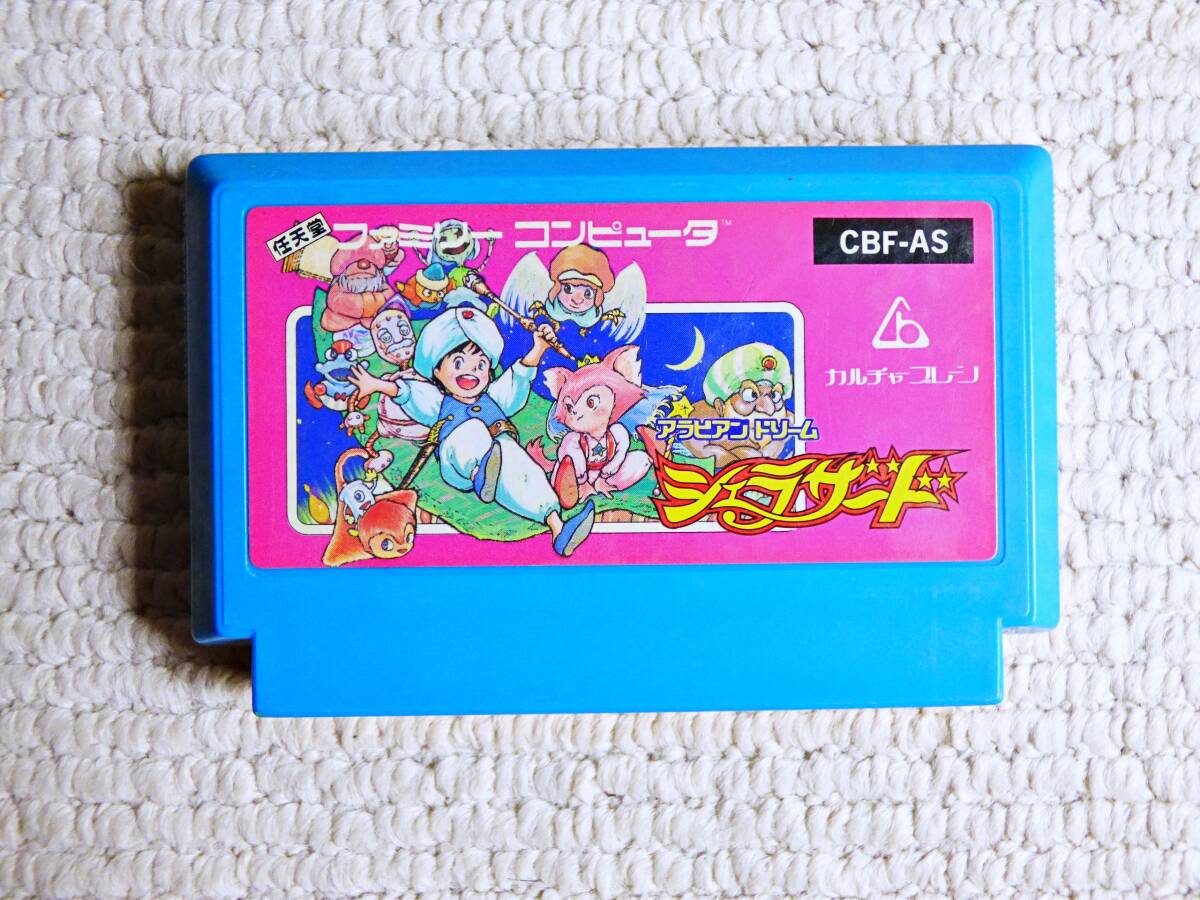 任天堂
ファミリー コンピュータ™
CBF-AS
カルチャーブレーン
アラビアン ドリーム
シェラザード